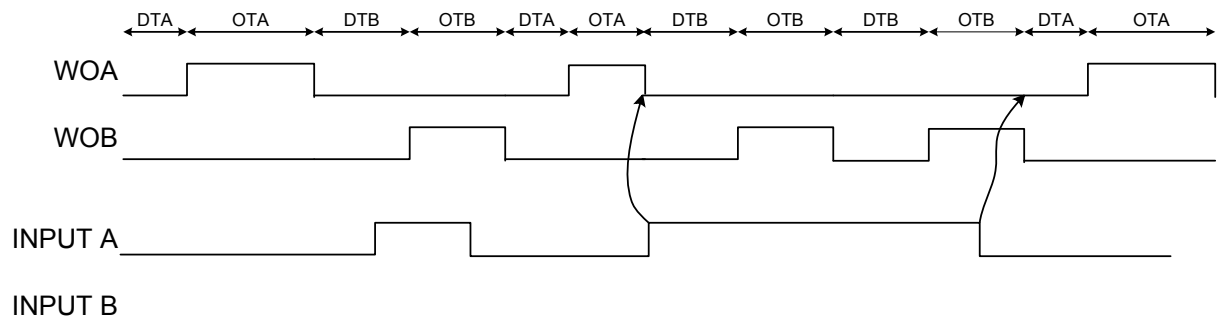 DTA OTA DTB OTB DTA OTA DTB OTB DTB OTB DTA OTA
WOA
WOB
INPUT A
INPUT B